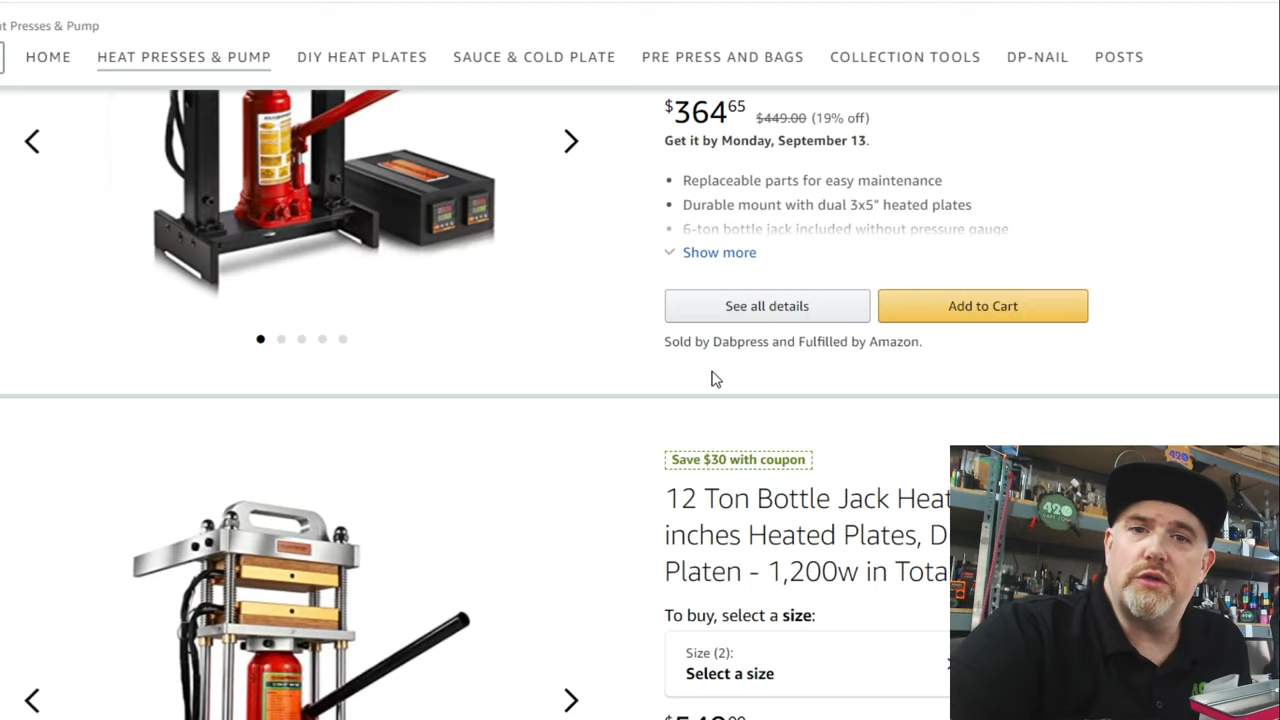 t Presses & Pump
HOME HEAT PRESSES & PUMP DIY HEAT PLATES SAUCE & COLD PLATE PRE PRESS AND BAGS COLLECTION TOOLS DP-NAIL POSTS
$364.65 $449.00 (19% off)
Get it by Monday, September 13.
• Replaceable parts for easy maintenance
• Durable mount with dual 3x5" heated plates
• 6-ton bottle jack included without pressure gauge
Show more
See all details Add to Cart
Sold by Dabpress and Fulfilled by Amazon.
Save $30 with coupon
12 Ton Bottle Jack Heat
inches Heated Plates, D
Platen - 1,200w in Tota
To buy, select a size:
Size (2):
Select a size
420
420